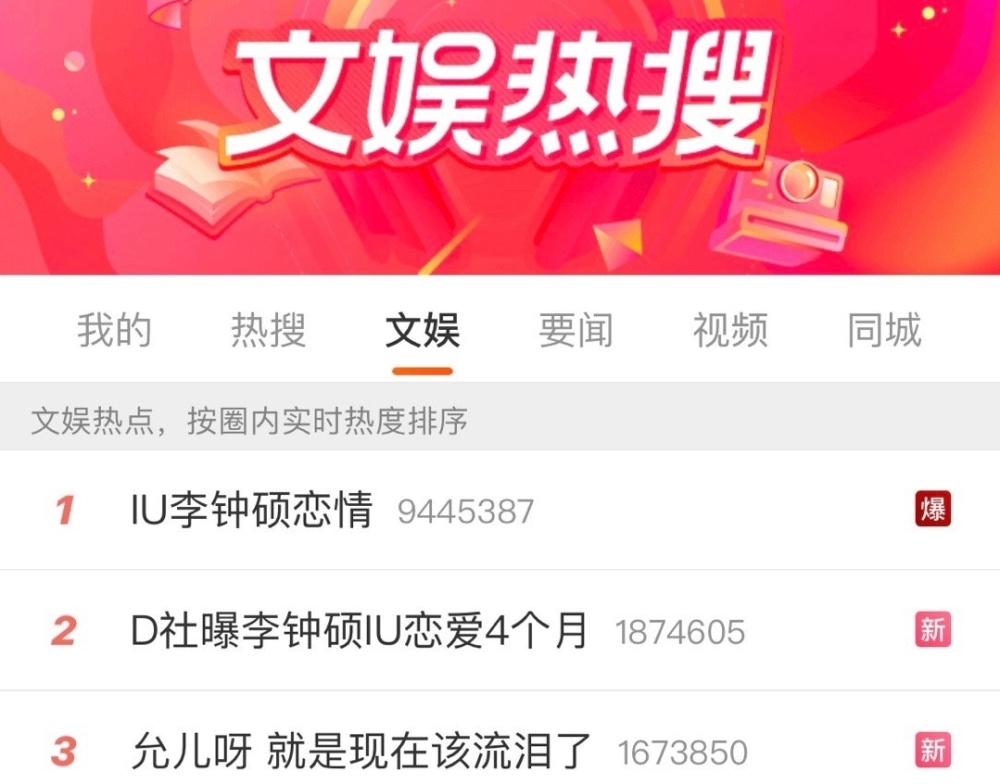 文娱热搜
我的 热搜 文娱 要闻 视频 同城
文娱热点，按圈内实时热度排序
1 IU李钟硕恋情 9445387 爆
2 D社曝李钟硕IU恋爱4个月 1874605 新
3 允儿呀 就是现在该流泪了 1673850 新